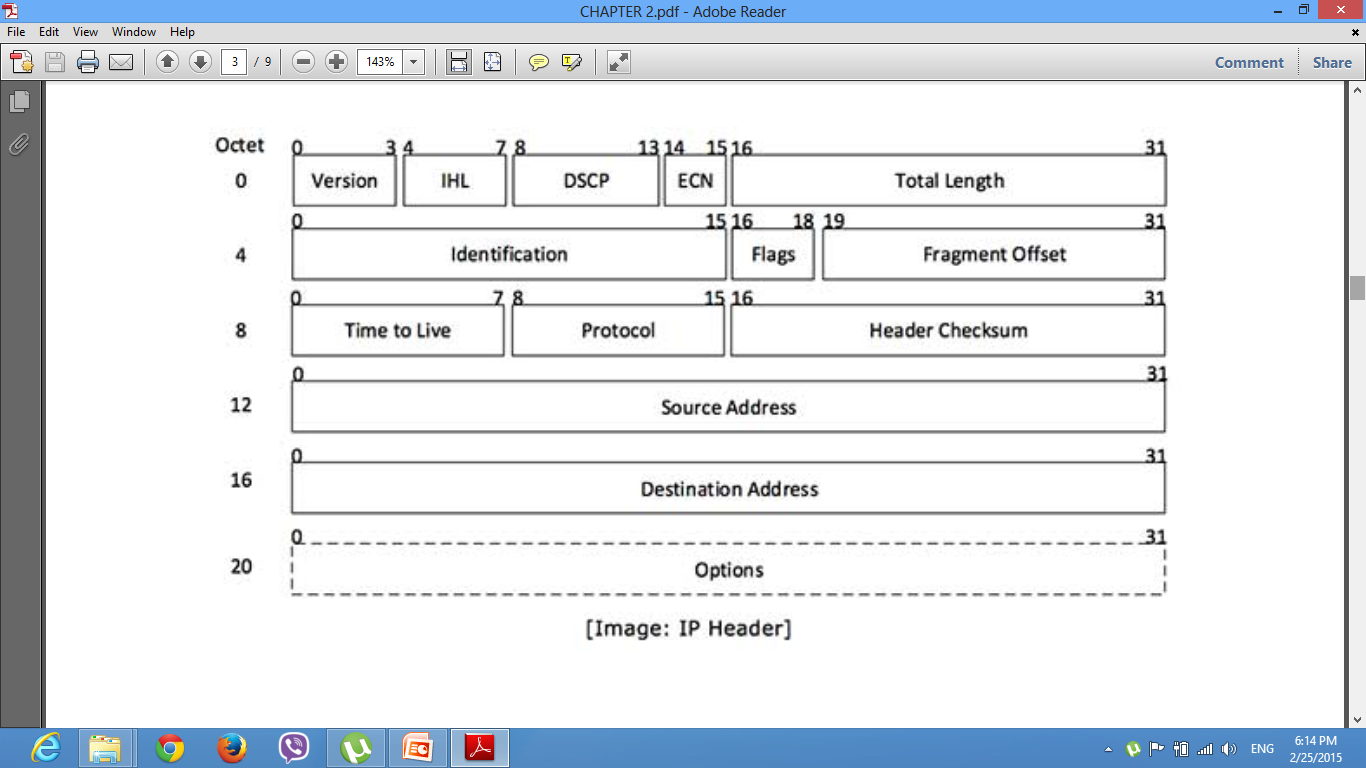 CHAPTER 2.pdf - Adobe Reader
File Edit View Window Help
3 / 9 143% Comment Share
Octet 0 3 4 7 8 13 14 15 16 31
0 Version IHL DSCP ECN Total Length
0 15 16 18 19 31
4 Identification Flags Fragment Offset
0 7 8 15 16 31
8 Time to Live Protocol Header Checksum
0 31
12 Source Address
0 31
16 Destination Address
0 31
20 Options
[Image: IP Header]
ENG 6:14 PM
2/25/2015